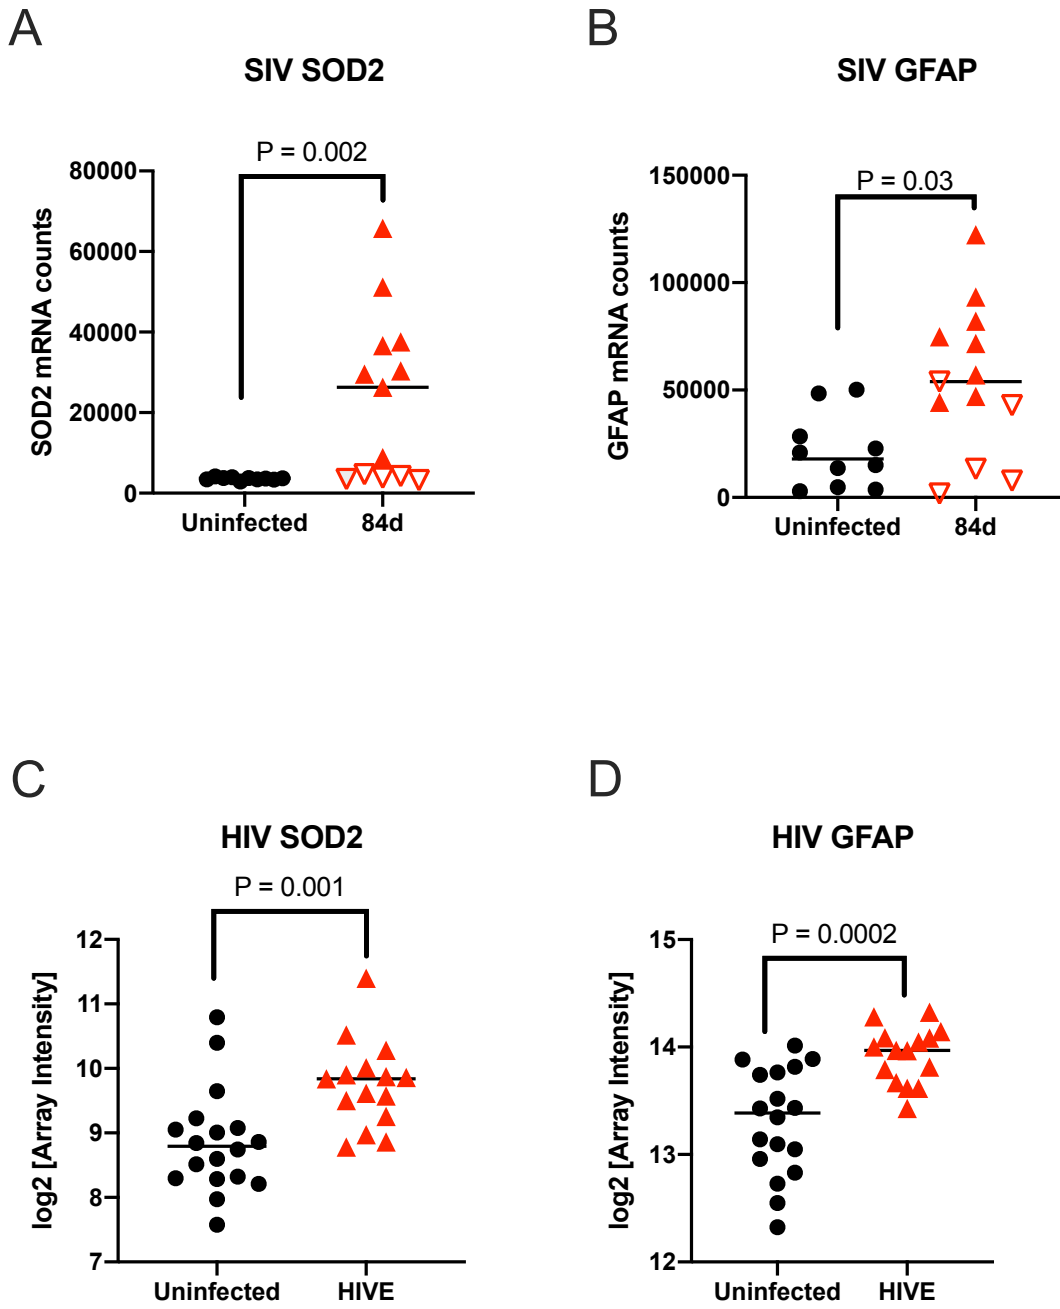 A
SIV SOD2
P = 0.002
SOD2 mRNA counts
80000
60000
40000
20000
0
Uninfected
84d
B
SIV GFAP
P = 0.03
GFAP mRNA counts
150000
100000
50000
0
Uninfected
84d
C
HIV SOD2
P = 0.001
log2 [Array Intensity]
12
11
10
9
8
7
Uninfected
HIVE
D
HIV GFAP
P = 0.0002
log2 [Array Intensity]
15
14
13
12
Uninfected
HIVE